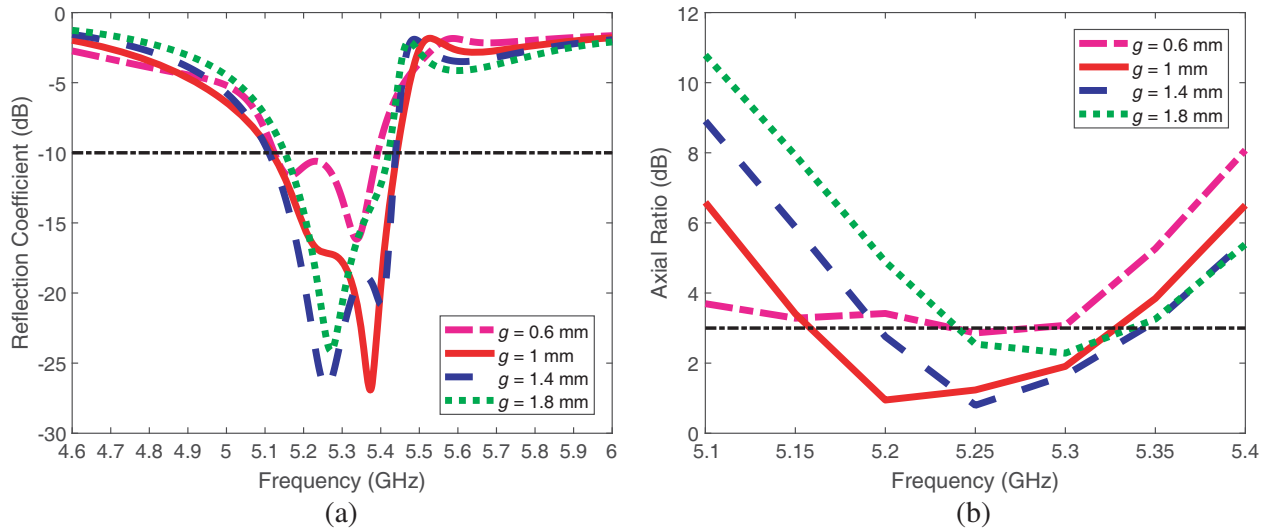 0
-5
-10
-15
-20
-25
-30
4.6 4.7 4.8 4.9 5 5.1 5.2 5.3 5.4 5.5 5.6 5.7 5.8 5.9 6
Reflection Coefficient (dB)
Frequency (GHz)
g = 0.6 mm
g = 1 mm
g = 1.4 mm
g = 1.8 mm
(a)
12
10
8
6
4
2
0
5.1 5.15 5.2 5.25 5.3 5.35 5.4
Axial Ratio (dB)
Frequency (GHz)
g = 0.6 mm
g = 1 mm
g = 1.4 mm
g = 1.8 mm
(b)